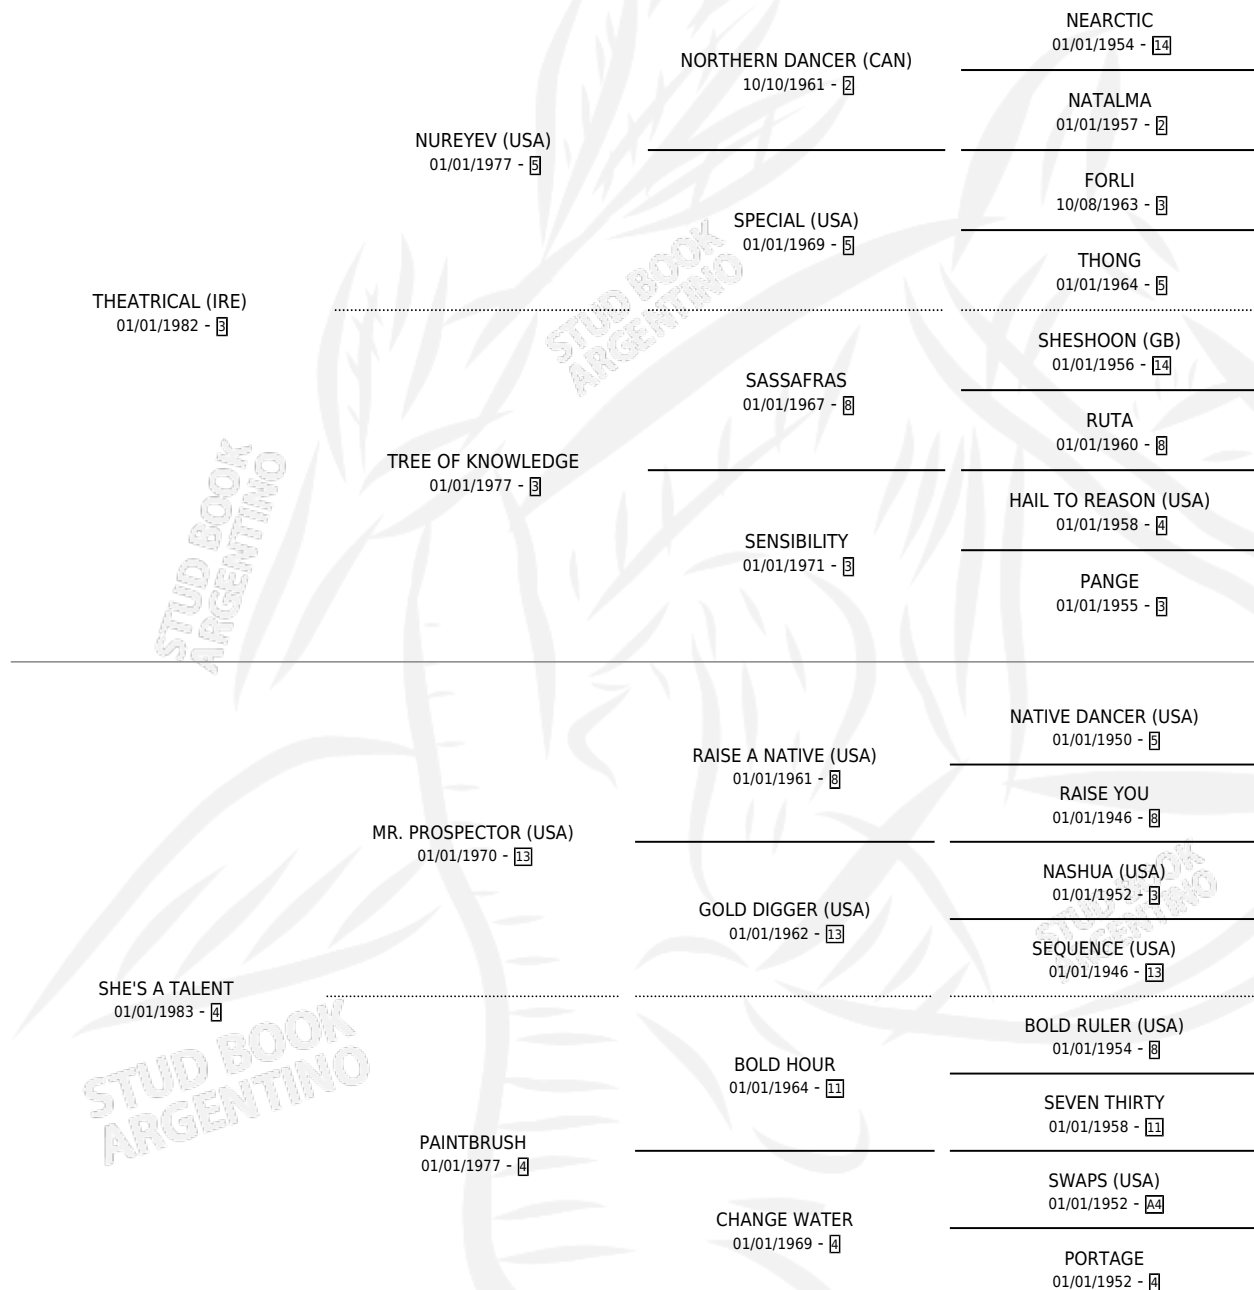 NEARCTIC
01/01/1954 - 14
NORTHERN DANCER (CAN)
10/10/1961 - 2
NATALMA
01/01/1957 - 2
NUREYEV (USA)
01/01/1977 - 5
FORLI
10/08/1963 - 3
SPECIAL (USA)
01/01/1969 - 5
THONG
01/01/1964 - 5
THEATRICAL (IRE)
01/01/1982 - 3
SHESHOON (GB)
01/01/1956 - 14
SASSAFRAS
01/01/1967 - 8
RUTA
01/01/1960 - 8
TREE OF KNOWLEDGE
01/01/1977 - 3
HAIL TO REASON (USA)
01/01/1958 - 4
SENSIBILITY
01/01/1971 - 3
PANGE
01/01/1955 - 3
NATIVE DANCER (USA)
01/01/1950 - 5
RAISE A NATIVE (USA)
01/01/1961 - 8
RAISE YOU
01/01/1946 - 8
MR. PROSPECTOR (USA)
01/01/1970 - 13
NASHUA (USA)
01/01/1952 - 3
GOLD DIGGER (USA)
01/01/1962 - 13
SEQUENCE (USA)
01/01/1946 - 13
SHE'S A TALENT
01/01/1983 - 4
BOLD RULER (USA)
01/01/1954 - 8
BOLD HOUR
01/01/1964 - 11
SEVEN THIRTY
01/01/1958 - 11
PAINTBRUSH
01/01/1977 - 4
SWAPS (USA)
01/01/1952 - A4
CHANGE WATER
01/01/1969 - 4
PORTAGE
01/01/1952 - 4
STUD BOOK
ARGENTINO
STUD BOOK
ARGENTINO
STUD BOOK
ARGENTINO
STUD BOOK
ARGENTINO